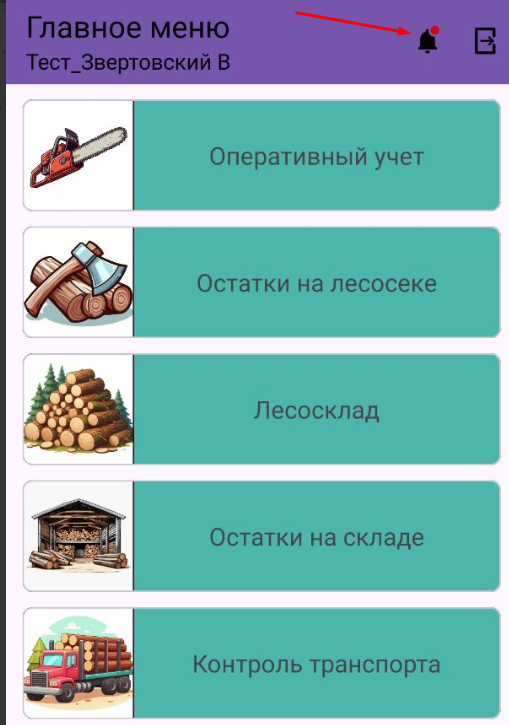 Главное меню
Тест_Звертовский В
Оперативный учет
Остатки на лесосеке
Лесосклад
Остатки на складе
Контроль транспорта